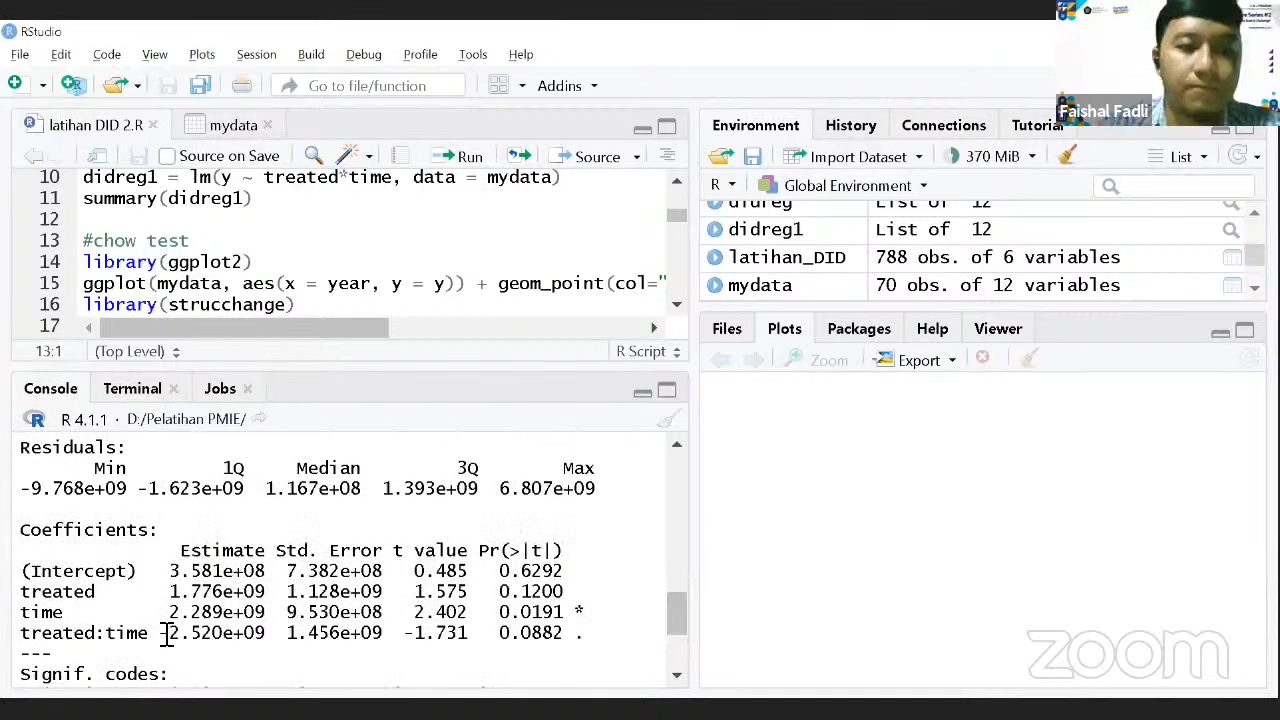 RStudio
File Edit Code View Plots Session Build Debug Profile Tools Help
Go to file/function Addins
Faishal Fadli
latihan DID 2.R mydata
Source on Save Run Source
10 didreg1 = lm(y ~ treated*time, data = mydata)
11 summary(didreg1)
12
13 #chow test
14 library(ggplot2)
15 ggplot(mydata, aes(x = year, y = y)) + geom_point(col="
16 library(strucchange)
17
13:1 (Top Level) R Script
Console Terminal Jobs
R 4.1.1 · D:/Pelatihan PMIE/
Residuals:
Min 1Q Median 3Q Max
-9.768e+09 -1.623e+09 1.167e+08 1.393e+09 6.807e+09
Coefficients:
Estimate Std. Error t value Pr(>|t|)
(Intercept) 3.581e+08 7.382e+08 0.485 0.6292
treated 1.776e+09 1.128e+09 1.575 0.1200
time 2.289e+09 9.530e+08 2.402 0.0191 *
treated:time -2.520e+09 1.456e+09 -1.731 0.0882 .
---
Signif. codes:
Environment History Connections Tutorial
Import Dataset 370 MiB List
R Global Environment
didreg List of 12
didreg1 List of 12
latihan_DID 788 obs. of 6 variables
mydata 70 obs. of 12 variables
Files Plots Packages Help Viewer
Zoom Export
zoom